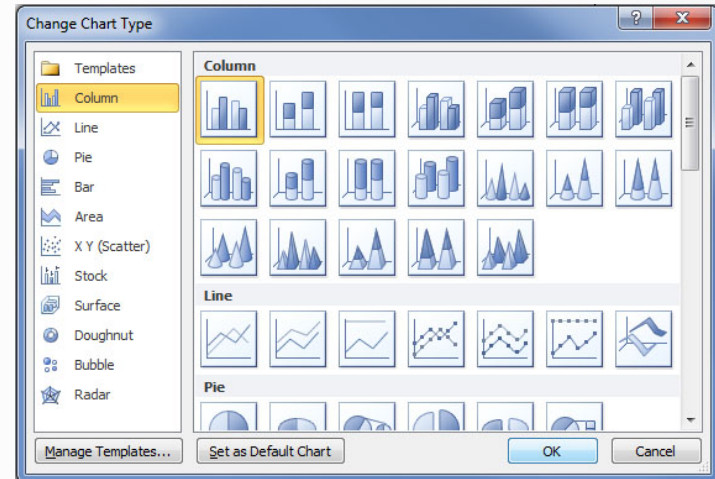 Change Chart Type
Templates
Column
Line
Pie
Bar
Area
X Y (Scatter)
Stock
Surface
Doughnut
Bubble
Radar
Column
Line
Pie
Manage Templates...
Set as Default Chart
OK
Cancel